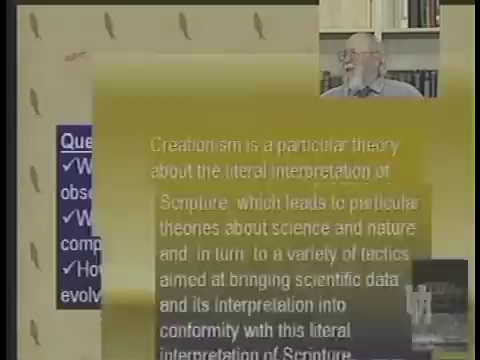 Creationism is a particular theory
about the literal interpretation of
Scripture, which leads to particular
theories about science and nature
and, in turn, to a variety of tactics
aimed at bringing scientific data
and its interpretation into
conformity with this literal
interpretation of Scripture
Que
✓W
obse
✓W
comp
✓Ho
evolv